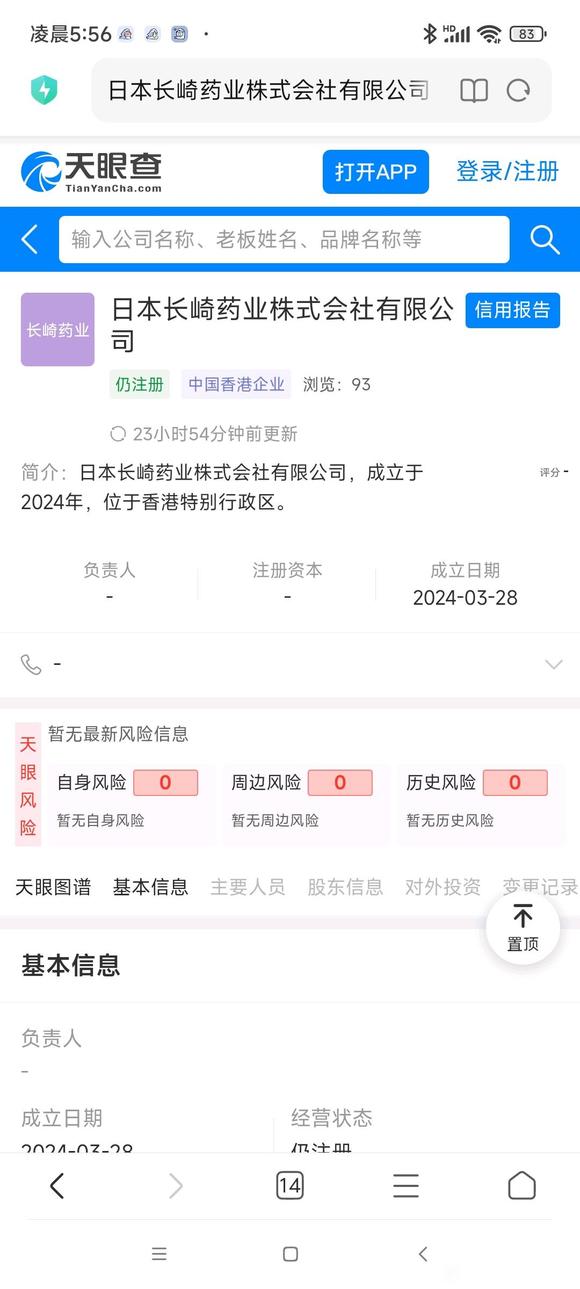 凌晨5:56
HD
83
日本长崎药业株式会社有限公司
天眼查
TianYanCha.com
打开APP
登录/注册
输入公司名称、老板姓名、品牌名称等
长崎药业
日本长崎药业株式会社有限公
司
信用报告
仍注册 中国香港企业 浏览：93
23小时54分钟前更新
简介：日本长崎药业株式会社有限公司，成立于
2024年，位于香港特别行政区。
评分 -
负责人 注册资本 成立日期
- - 2024-03-28
-
天眼风险
暂无最新风险信息
自身风险 0 周边风险 0 历史风险 0
暂无自身风险 暂无周边风险 暂无历史风险
天眼图谱 基本信息 主要人员 股东信息 对外投资 变更记录
置顶
基本信息
负责人
-
成立日期 经营状态
2024-03-28 仍注册
14